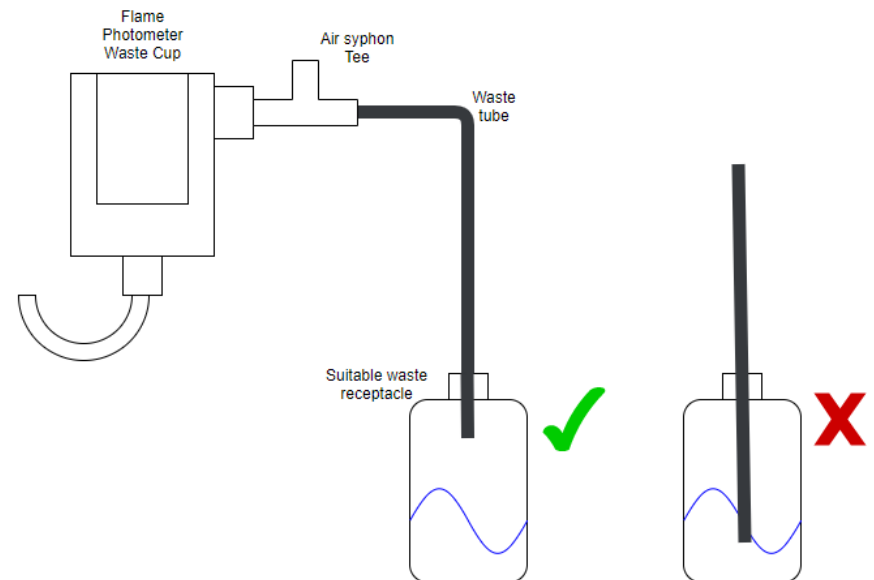 Flame
Photometer
Waste Cup
Air syphon
Tee
Waste
tube
Suitable waste
receptacle